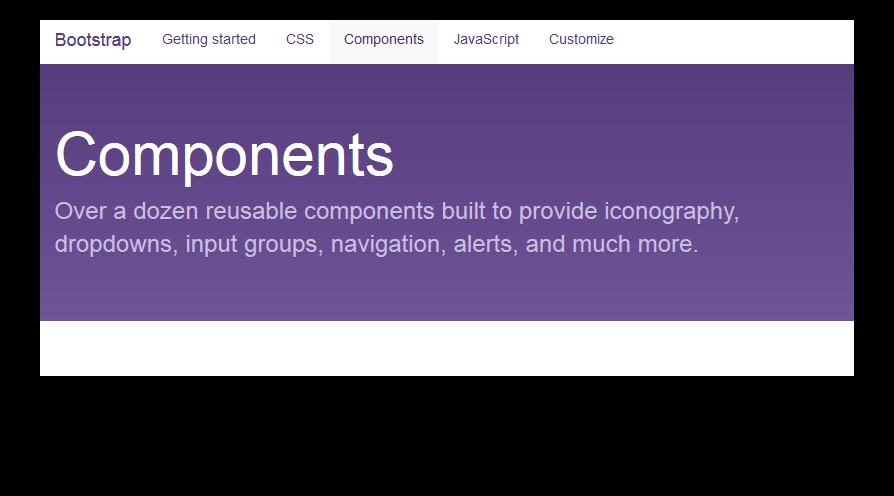 Bootstrap Getting started CSS Components JavaScript Customize
Components
Over a dozen reusable components built to provide iconography,
dropdowns, input groups, navigation, alerts, and much more.